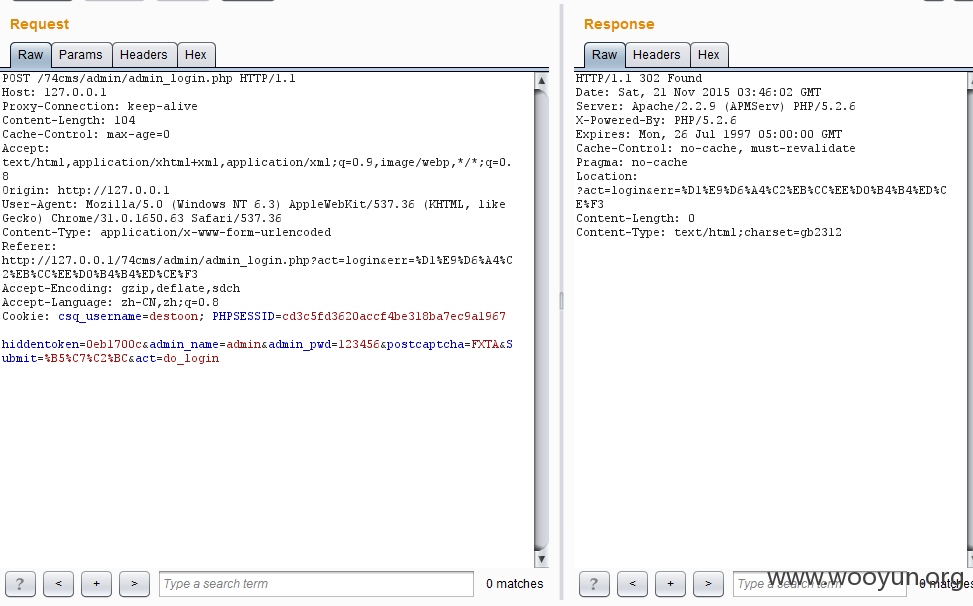 Request
Raw Params Headers Hex
POST /74cms/admin/admin_login.php HTTP/1.1
Host: 127.0.0.1
Proxy-Connection: keep-alive
Content-Length: 104
Cache-Control: max-age=0
Accept:
text/html,application/xhtml+xml,application/xml;q=0.9,image/webp,*/*;q=0.
8
Origin: http://127.0.0.1
User-Agent: Mozilla/5.0 (Windows NT 6.3) AppleWebKit/537.36 (KHTML, like
Gecko) Chrome/31.0.1650.63 Safari/537.36
Content-Type: application/x-www-form-urlencoded
Referer:
http://127.0.0.1/74cms/admin/admin_login.php?act=login&err=%D1%E9%D6%A4%C
2%EB%CC%EE%D0%B4%B4%ED%CE%F3
Accept-Encoding: gzip,deflate,sdch
Accept-Language: zh-CN,zh;q=0.8
Cookie: csq_username=destoon; PHPSESSID=cd3c5fd3620accf4be318ba7ec9a1967
hiddentoken=0eb1700c&admin_name=admin&admin_pwd=123456&postcaptcha=FXTA&S
ubmit=%B5%C7%C2%BC&act=do_login
? < + > Type a search term 0 matches
Response
Raw Headers Hex
HTTP/1.1 302 Found
Date: Sat, 21 Nov 2015 03:46:02 GMT
Server: Apache/2.2.9 (APMServ) PHP/5.2.6
X-Powered-By: PHP/5.2.6
Expires: Mon, 26 Jul 1997 05:00:00 GMT
Cache-Control: no-cache, must-revalidate
Pragma: no-cache
Location:
?act=login&err=%D1%E9%D6%A4%C2%EB%CC%EE%D0%B4%B4%ED%C
E%F3
Content-Length: 0
Content-Type: text/html;charset=gb2312
? < + > Type a search term 0 matches
www.wooyun.org